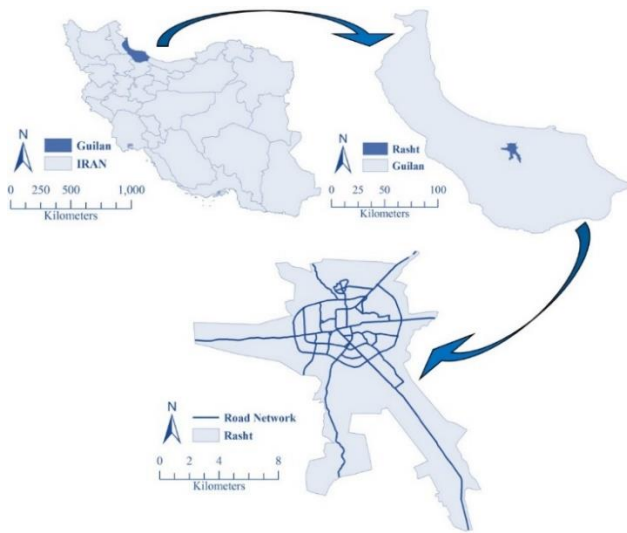 N
Guilan
IRAN
0 250 500 1,000
Kilometers
N
Rasht
Guilan
0 25 50 100
Kilometers
N
Road Network
Rasht
0 2 4 8
Kilometers